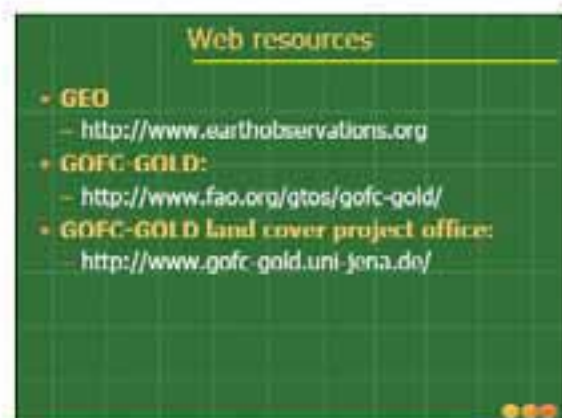 Web resources
• GEO
– http://www.earthobservations.org
• GOFC-GOLD:
– http://www.fao.org/gtos/gofc-gold/
• GOFC-GOLD land cover project office:
– http://www.gofc-gold.uni-jena.de/